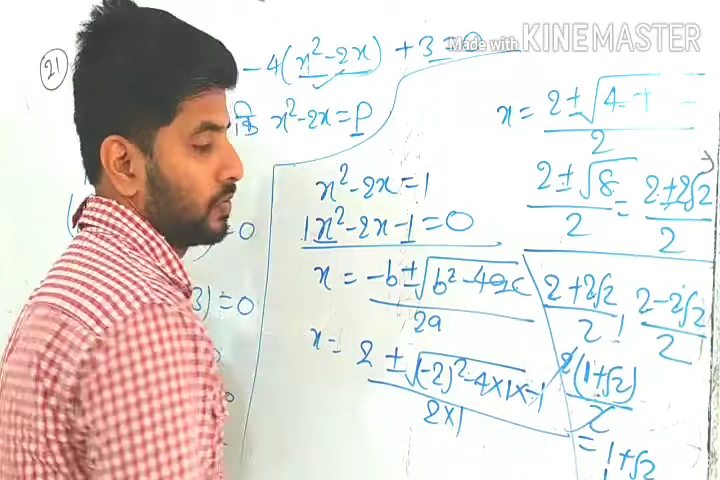 21
-4(x²-2x) + 3 = 0
Made with KINEMASTER
कि x²-2x = P
= 0
3) = 0
x²-2x = 1
1x²-2x-1 = 0
x = -b±√b²-4ac / 2a
x = 2±√(-2)²-4×1×-1 / 2×1
x = 2±√4+ / 2
2±√8 / 2 = 2±2√2 / 2
2+2√2 / 2 , 2-2√2 / 2
2(1+√2) / 2
= 1+√2